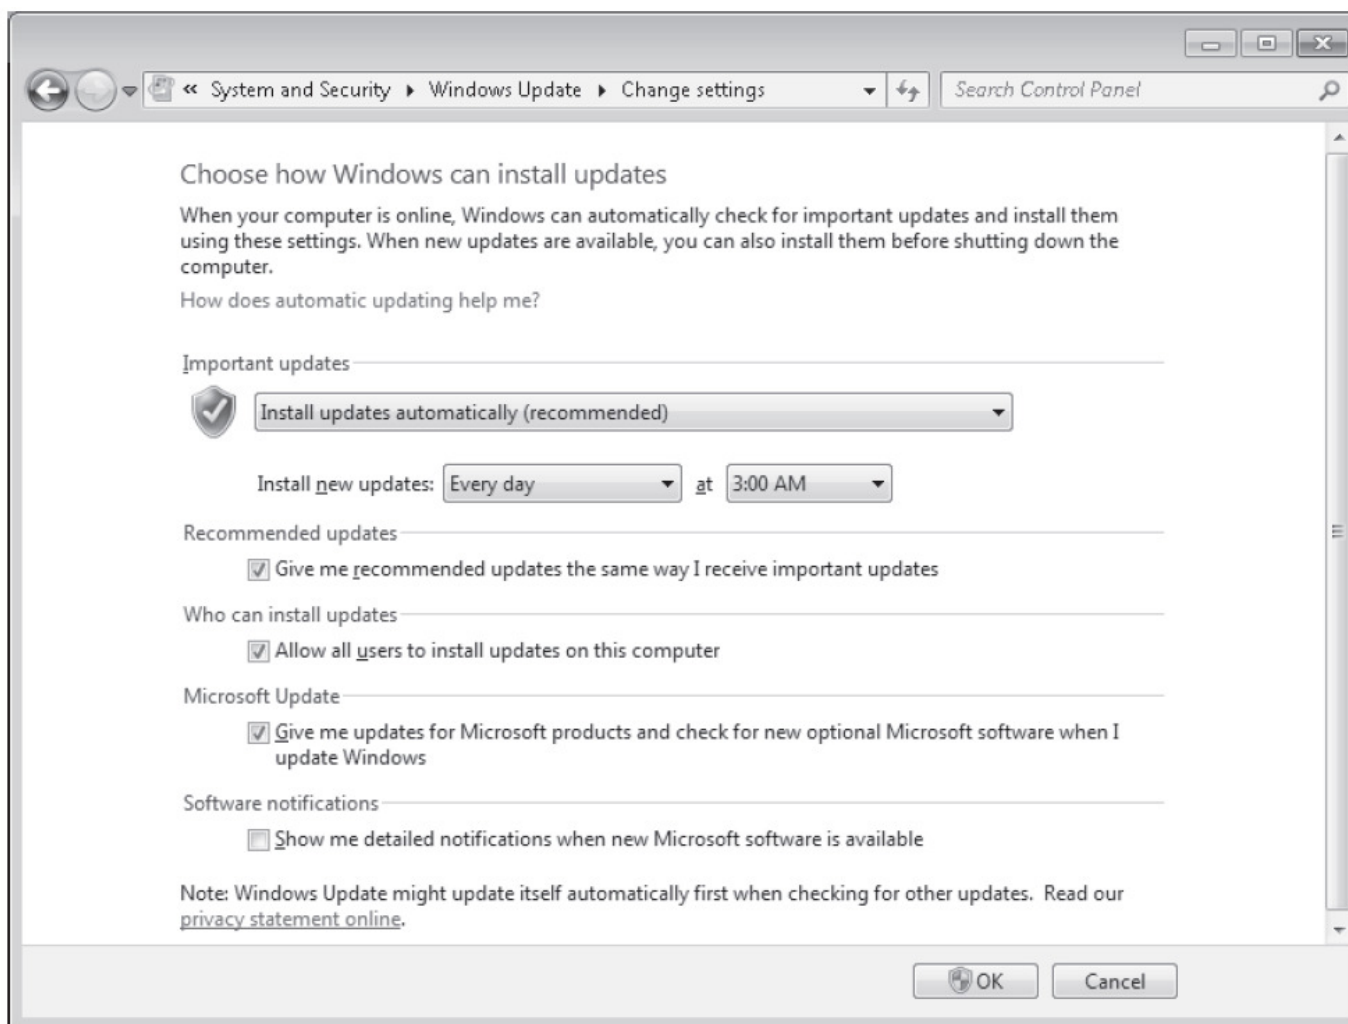 « System and Security ▸ Windows Update ▸ Change settings
Search Control Panel
Choose how Windows can install updates
When your computer is online, Windows can automatically check for important updates and install them
using these settings. When new updates are available, you can also install them before shutting down the
computer.
How does automatic updating help me?
Important updates
Install updates automatically (recommended)
Install new updates: Every day at 3:00 AM
Recommended updates
Give me recommended updates the same way I receive important updates
Who can install updates
Allow all users to install updates on this computer
Microsoft Update
Give me updates for Microsoft products and check for new optional Microsoft software when I
update Windows
Software notifications
Show me detailed notifications when new Microsoft software is available
Note: Windows Update might update itself automatically first when checking for other updates. Read our
privacy statement online.
OK Cancel